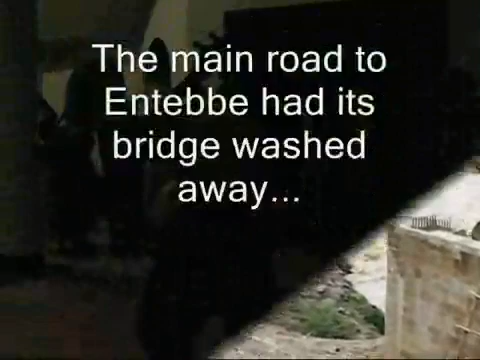 The main road to
Entebbe had its
bridge washed
away...